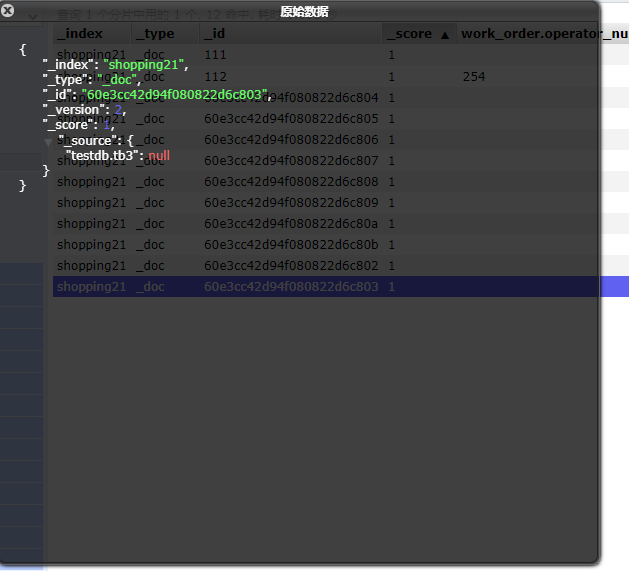 查询 1 个分片中用的 1 个. 12 命中. 耗时
原始数据
_index _type _id _score ▲ work_order.operator_nu
shopping21 _doc 111 1
shopping21 _doc 112 1 254
shopping21 _doc 60e3cc42d94f080822d6c804 1
shopping21 _doc 60e3cc42d94f080822d6c805 1
shopping21 _doc 60e3cc42d94f080822d6c806 1
shopping21 _doc 60e3cc42d94f080822d6c807 1
shopping21 _doc 60e3cc42d94f080822d6c808 1
shopping21 _doc 60e3cc42d94f080822d6c809 1
shopping21 _doc 60e3cc42d94f080822d6c80a 1
shopping21 _doc 60e3cc42d94f080822d6c80b 1
shopping21 _doc 60e3cc42d94f080822d6c802 1
shopping21 _doc 60e3cc42d94f080822d6c803 1
{
"_index": "shopping21",
"_type": "_doc",
"_id": "60e3cc42d94f080822d6c803",
"_version": 2,
"_score": 1,
▼ "_source": {
"testdb.tb3": null
}
}